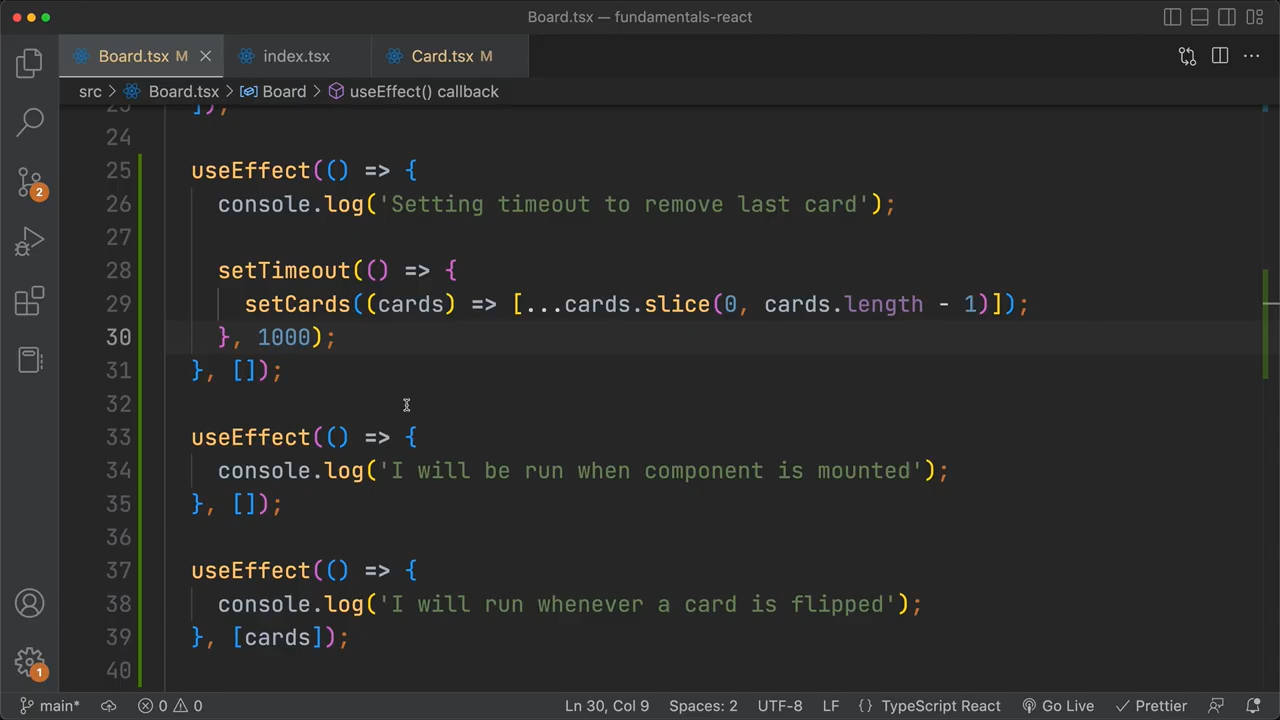 Board.tsx — fundamentals-react
Board.tsx M
index.tsx
Card.tsx M
src > Board.tsx > Board > useEffect() callback
23 ]);
24
25 useEffect(() => {
26 console.log('Setting timeout to remove last card');
27
28 setTimeout(() => {
29 setCards((cards) => [...cards.slice(0, cards.length - 1)]);
30 }, 1000);
31 }, []);
32
33 useEffect(() => {
34 console.log('I will be run when component is mounted');
35 }, []);
36
37 useEffect(() => {
38 console.log('I will run whenever a card is flipped');
39 }, [cards]);
40
2
1
main* 0 0 Ln 30, Col 9 Spaces: 2 UTF-8 LF {} TypeScript React Go Live Prettier